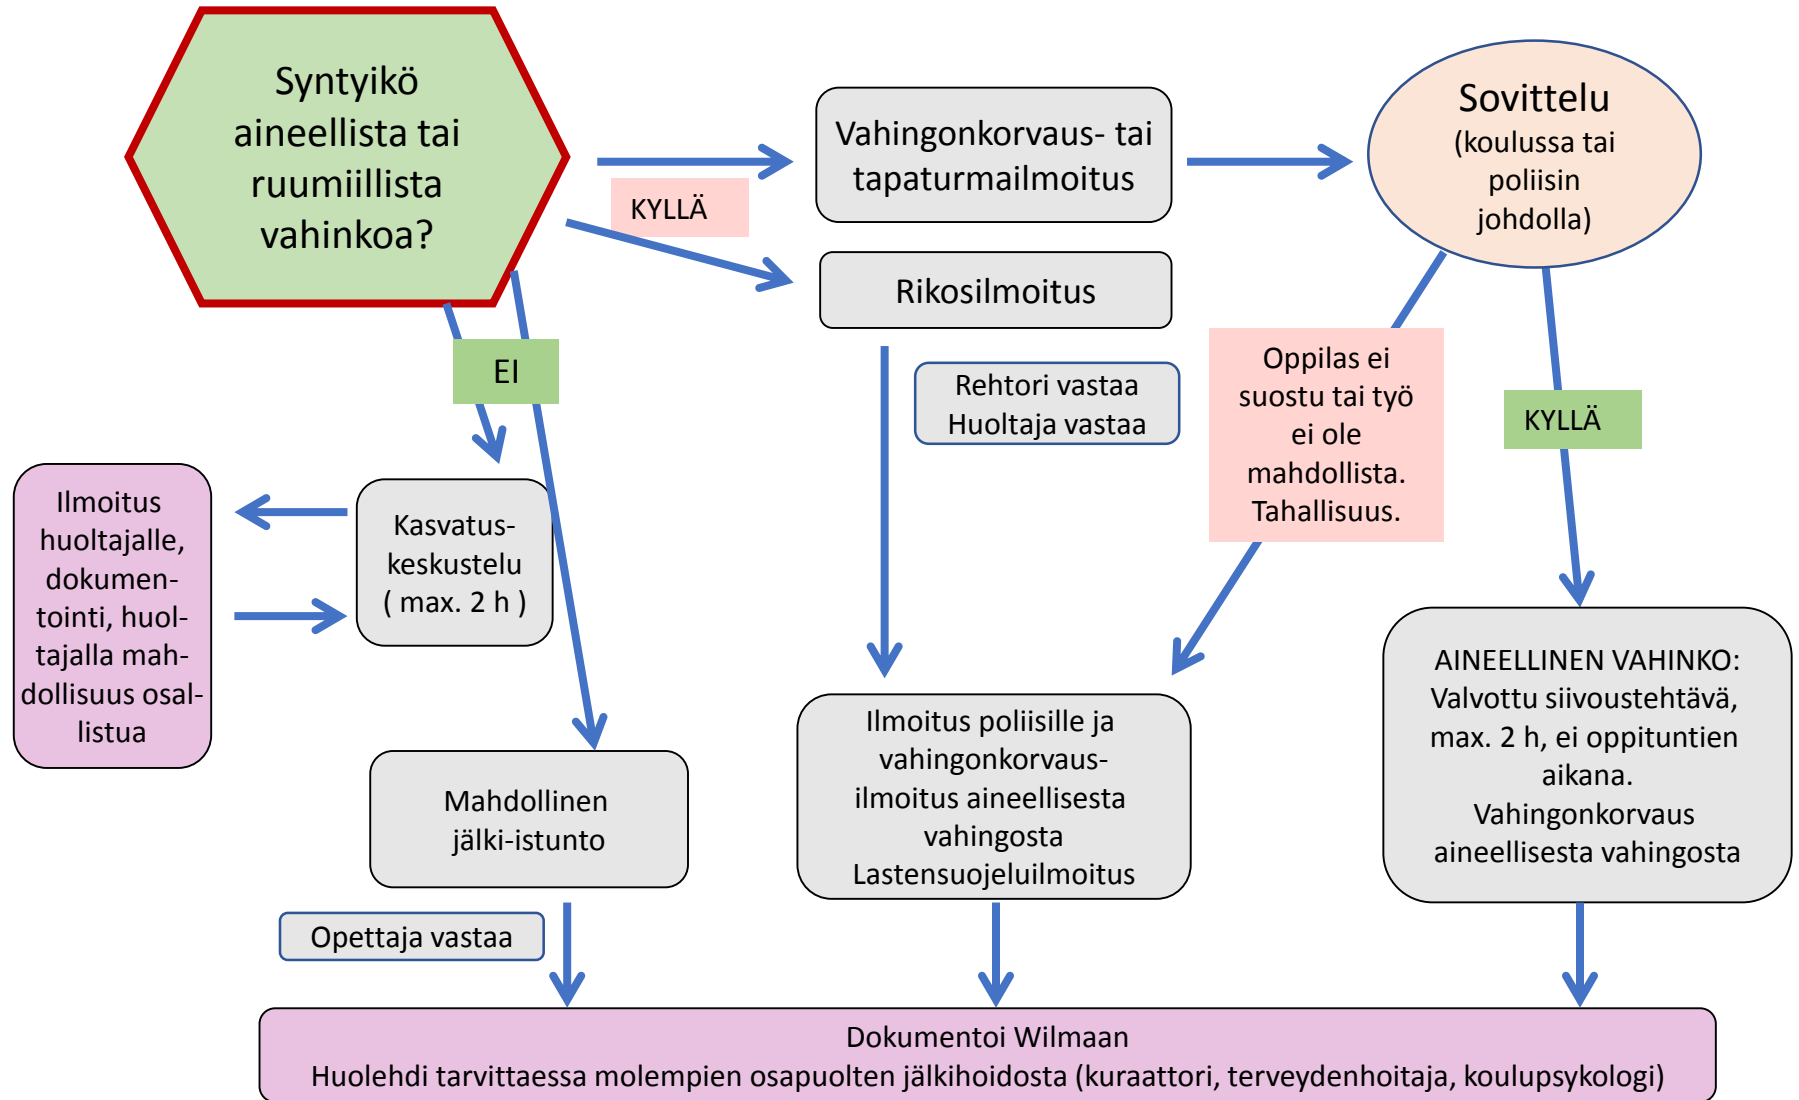 Syntyikö
aineellista tai
ruumiillista
vahinkoa?
KYLLÄ
Vahingonkorvaus- tai
tapaturmailmoitus
Sovittelu
(koulussa tai
poliisin
johdolla)
Rikosilmoitus
EI
Rehtori vastaa
Huoltaja vastaa
Oppilas ei
suostu tai työ
ei ole
mahdollista.
Tahallisuus.
KYLLÄ
Ilmoitus
huoltajalle,
dokumen-
tointi, huol-
tajalla mah-
dollisuus osal-
listua
Kasvatus-
keskustelu
( max. 2 h )
Mahdollinen
jälki-istunto
Ilmoitus poliisille ja
vahingonkorvaus-
ilmoitus aineellisesta
vahingosta
Lastensuojeluilmoitus
AINEELLINEN VAHINKO:
Valvottu siivoustehtävä,
max. 2 h, ei oppituntien
aikana.
Vahingonkorvaus
aineellisesta vahingosta
Opettaja vastaa
Dokumentoi Wilmaan
Huolehdi tarvittaessa molempien osapuolten jälkihoidosta (kuraattori, terveydenhoitaja, koulupsykologi)